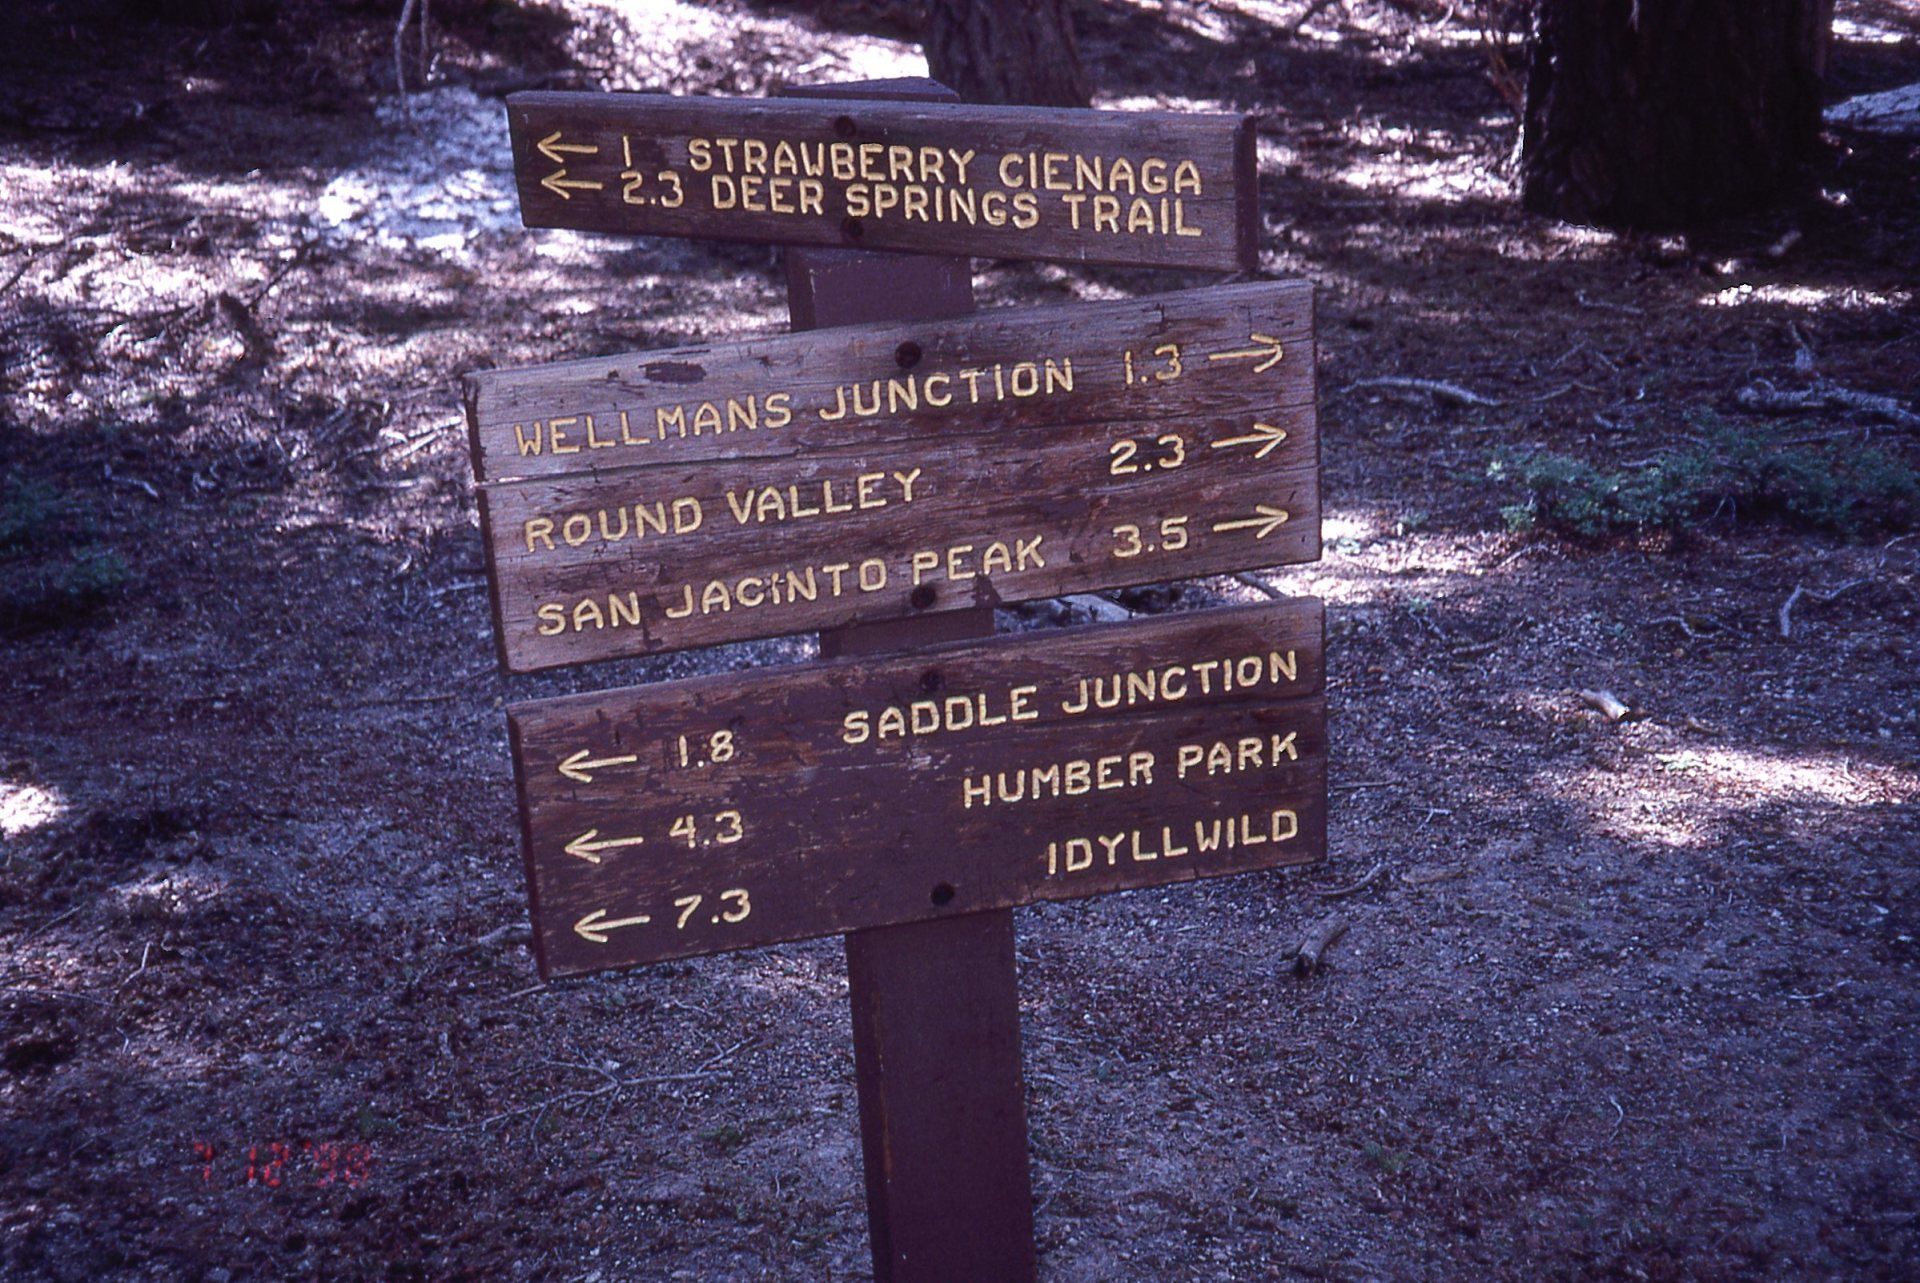 ← 1 STRAWBERRY CIENAGA
← 2.3 DEER SPRINGS TRAIL
WELLMANS JUNCTION 1.3 →
ROUND VALLEY 2.3 →
SAN JACINTO PEAK 3.5 →
← 1.8 SADDLE JUNCTION
← 4.3 HUMBER PARK
← 7.3 IDYLLWILD